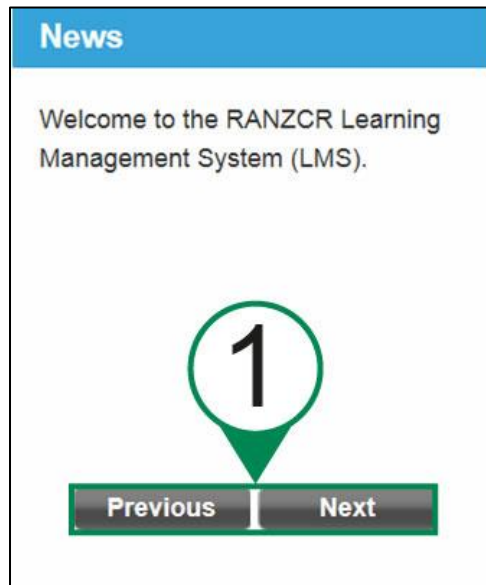 News
Welcome to the RANZCR Learning
Management System (LMS).
1
Previous Next